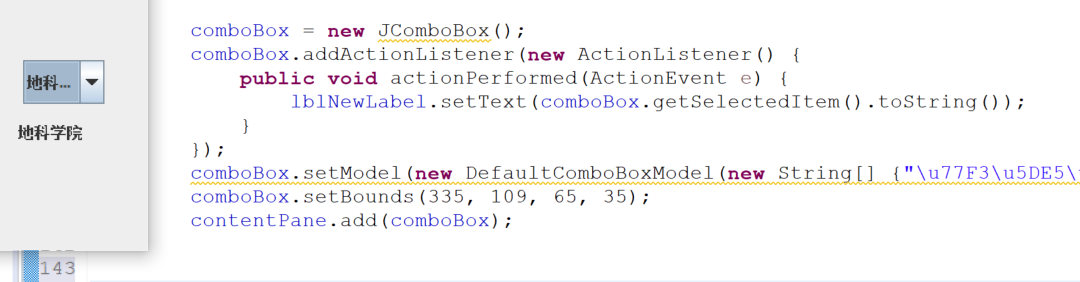 comboBox = new JComboBox();
comboBox.addActionListener(new ActionListener() {
public void actionPerformed(ActionEvent e) {
lblNewLabel.setText(comboBox.getSelectedItem().toString());
}
});
comboBox.setModel(new DefaultComboBoxModel(new String[] {"\u77F3\u5DE5\
comboBox.setBounds(335, 109, 65, 35);
contentPane.add(comboBox);
地科...
地科学院
143